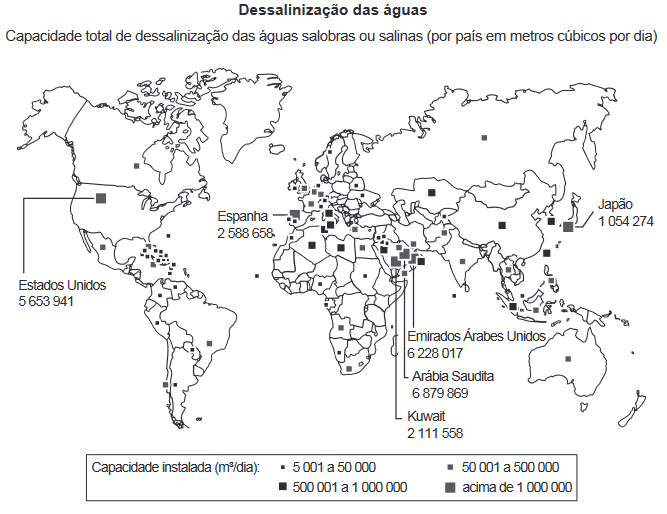 Dessalinização das águas
Capacidade total de dessalinização das águas salobras ou salinas (por país em metros cúbicos por dia)
Japão
1 054 274
Espanha
2 588 658
Estados Unidos
5 653 941
Emirados Árabes Unidos
6 228 017
Arábia Saudita
6 879 869
Kuwait
2 111 558
Capacidade instalada (m³/dia):
5 001 a 50 000
50 001 a 500 000
500 001 a 1 000 000
acima de 1 000 000